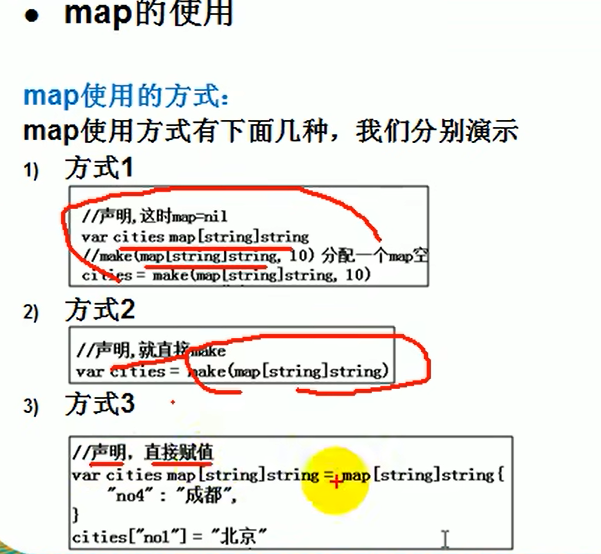 ● map的使用
map使用的方式：
map使用方式有下面几种，我们分别演示
1) 方式1
//声明,这时map=nil
var cities map[string]string
//make(map[string]string, 10) 分配一个map空
cities = make(map[string]string, 10)
2) 方式2
//声明,就直接make
var cities = make(map[string]string)
3) 方式3
//声明，直接赋值
var cities map[string]string = map[string]string{
"no4" : "成都",
}
cities["no1"] = "北京"